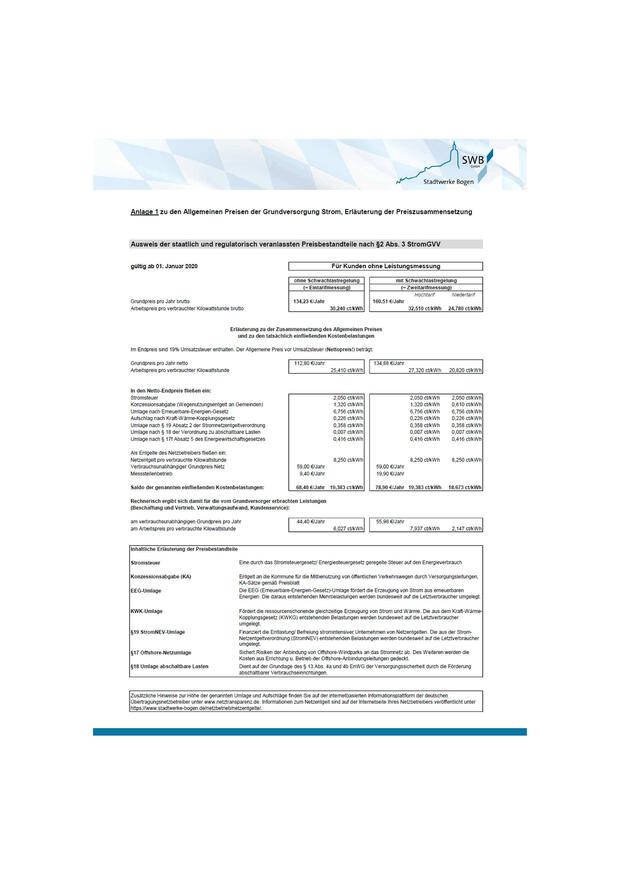 SWB
GmbH
Stadtwerke Bogen
Anlage 1 zu den Allgemeinen Preisen der Grundversorgung Strom, Erläuterung der Preiszusammensetzung
Ausweis der staatlich und regulatorisch veranlassten Preisbestandteile nach §2 Abs. 3 StromGVV
gültig ab 01. Januar 2020 Für Kunden ohne Leistungsmessung
ohne Schwachlastregelung mit Schwachlastregelung
(= Eintarifmessung) (= Zweitarifmessung)
Hochtarif Niedertarif
Grundpreis pro Jahr brutto 134,23 €/Jahr 160,51 €/Jahr
Arbeitspreis pro verbrauchter Kilowattstunde brutto 30,240 ct/kWh 32,510 ct/kWh 24,780 ct/kWh
Erläuterung zu der Zusammensetzung des Allgemeinen Preises
und zu den tatsächlich einfließenden Kostenbelastungen
Im Endpreis sind 19% Umsatzsteuer enthalten. Der Allgemeine Preis vor Umsatzsteuer (Nettopreis!) beträgt:
Grundpreis pro Jahr netto 112,80 €/Jahr 134,88 €/Jahr
Arbeitspreis pro verbrauchte Kilowattstunde 25,410 ct/kWh 27,320 ct/kWh 20,820 ct/kWh
In den Netto-Endpreis fließen ein:
Stromsteuer 2,050 ct/kWh 2,050 ct/kWh 2,050 ct/kWh
Konzessionsabgabe (Wegenutzungsentgelt an Gemeinden) 1,320 ct/kWh 1,320 ct/kWh 0,610 ct/kWh
Umlage nach Erneuerbare-Energien-Gesetz 6,756 ct/kWh 6,756 ct/kWh 6,756 ct/kWh
Aufschlag nach Kraft-Wärme-Kopplungsgesetz 0,226 ct/kWh 0,226 ct/kWh 0,226 ct/kWh
Umlage nach § 19 Absatz 2 der Stromnetzentgeltverordnung 0,358 ct/kWh 0,358 ct/kWh 0,358 ct/kWh
Umlage nach § 18 der Verordnung zu abschaltbare Lasten 0,007 ct/kWh 0,007 ct/kWh 0,007 ct/kWh
Umlage nach § 17f Absatz 5 des Energiewirtschaftsgesetzes 0,416 ct/kWh 0,416 ct/kWh 0,416 ct/kWh
Als Entgelte des Netzbetreibers fließen ein:
Netzentgelt pro verbrauchte Kilowattstunde 8,250 ct/kWh 8,250 ct/kWh 8,250 ct/kWh
Verbrauchsunabhängiger Grundpreis Netz 59,00 €/Jahr 59,00 €/Jahr
Messstellenbetrieb 9,40 €/Jahr 19,90 €/Jahr
Saldo der genannten einfließenden Kostenbelastungen: 68,40 €/Jahr 19,383 ct/kWh 78,90 €/Jahr 19,383 ct/kWh 18,673 ct/kWh
Rechnerisch ergibt sich damit für die vom Grundversorger erbrachten Leistungen
(Beschaffung und Vertrieb, Verwaltungsaufwand, Kundenservice):
am verbraucheunabhängigen Grundpreis pro Jahr 44,40 €/Jahr 55,98 €/Jahr
am Arbeitspreis pro verbrauchte Kilowattstunde 6,027 ct/kWh 7,937 ct/kWh 2,147 ct/kWh
Inhaltliche Erläuterung der Preisbestandteile
Stromsteuer Eine durch das Stromsteuergesetz/ Energiesteuergesetz geregelte Steuer auf den Energieverbrauch
Konzessionsabgabe (KA) Entgelt an die Kommune für die Mitbenutzung von öffentlichen Verkehrswegen durch Versorgungsleitungen,
KA-Sätze gemäß Preisblatt
EEG-Umlage Die EEG (Erneuerbare-Energien-Gesetz)-Umlage fördert die Erzeugung von Strom aus erneuerbaren
Energien. Die daraus entstehenden Mehrbelastungen werden bundesweit auf die Letztverbraucher umgelegt.
KWK-Umlage Fördert die ressourcenschonende gleichzeitige Erzeugung von Strom und Wärme. Die aus dem Kraft-Wärme-
Kopplungsgesetz (KWKG) entstehenden Belastungen werden bundesweit auf die Letztverbraucher
umgelegt.
§19 StromNEV-Umlage Finanziert die Entlastung/ Befreiung stromintensiver Unternehmen von Netzentgelten. Die aus der Strom-
Netzentgeltverordnung (StromNEV) entstehenden Belastungen werden bundesweit auf die Letztverbraucher
umgelegt.
§17 Offshore-Netzumlage Sichert Risiken der Anbindung von Offshore-Windparks an das Stromnetz ab. Des Weiteren werden die
Kosten aus Errichtung u. Betrieb der Offshore-Anbindungsleitungen gedeckt.
§18 Umlage abschaltbare Lasten Dient auf der Grundlage des § 13 Abs. 4a und 4b EnWG der Versorgungssicherheit durch die Förderung
abschaltbarer Verbrauchseinrichtungen.
Zusätzliche Hinweise zur Höhe der genannten Umlage und Aufschläge finden Sie auf der internetbasierten Informationsplattform der deutschen
Übertragungsnetzbetreiber unter www.netztransparenz.de. Informationen zum Netzentgelt sind auf der Internetseite Ihres Netzbetreibers veröffentlicht unter
https://www.stadtwerke-bogen.de/netzbetrieb/netzentgelte/.